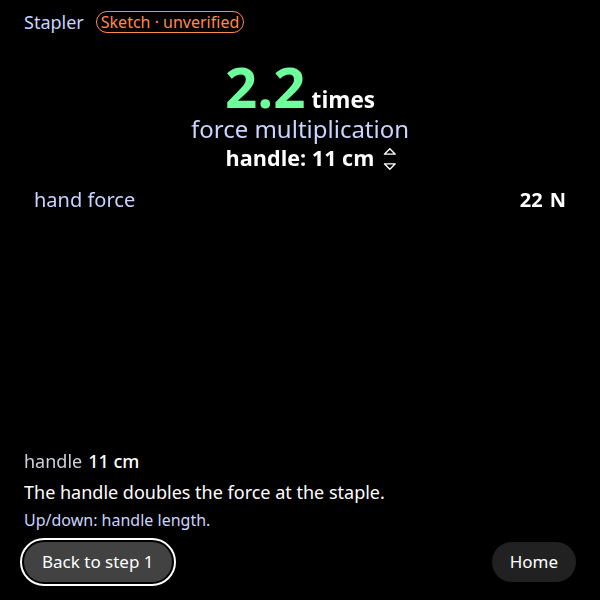 Stapler Sketch · unverified
2.2 times
force multiplication
handle: 11 cm
hand force 22 N
handle 11 cm
The handle doubles the force at the staple.
Up/down: handle length.
Back to step 1 Home